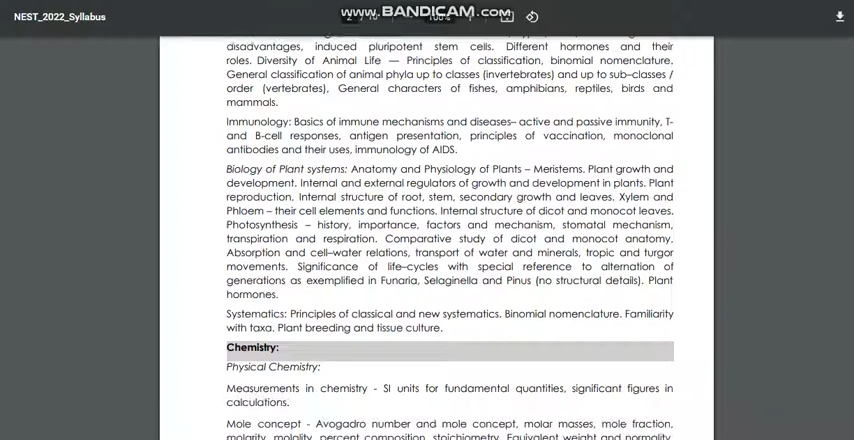 NEST_2022_Syllabus
www.BANDICAM.com
disadvantages, induced pluripotent stem cells. Different hormones and their
roles. Diversity of Animal Life — Principles of classification, binomial nomenclature.
General classification of animal phyla up to classes (invertebrates) and up to sub–classes /
order (vertebrates), General characters of fishes, amphibians, reptiles, birds and
mammals.
Immunology: Basics of immune mechanisms and diseases– active and passive immunity, T-
and B-cell responses, antigen presentation, principles of vaccination, monoclonal
antibodies and their uses, immunology of AIDS.
Biology of Plant systems: Anatomy and Physiology of Plants – Meristems. Plant growth and
development. Internal and external regulators of growth and development in plants. Plant
reproduction. Internal structure of root, stem, secondary growth and leaves. Xylem and
Phloem – their cell elements and functions. Internal structure of dicot and monocot leaves.
Photosynthesis – history, importance, factors and mechanism, stomatal mechanism,
transpiration and respiration. Comparative study of dicot and monocot anatomy.
Absorption and cell–water relations, transport of water and minerals, tropic and turgor
movements. Significance of life–cycles with special reference to alternation of
generations as exemplified in Funaria, Selaginella and Pinus (no structural details). Plant
hormones.
Systematics: Principles of classical and new systematics. Binomial nomenclature. Familiarity
with taxa. Plant breeding and tissue culture.
Chemistry:
Physical Chemistry:
Measurements in chemistry - SI units for fundamental quantities, significant figures in
calculations.
Mole concept - Avogadro number and mole concept, molar masses, mole fraction,
molarity, molality, percent composition, stoichiometry. Equivalent weight and normality,